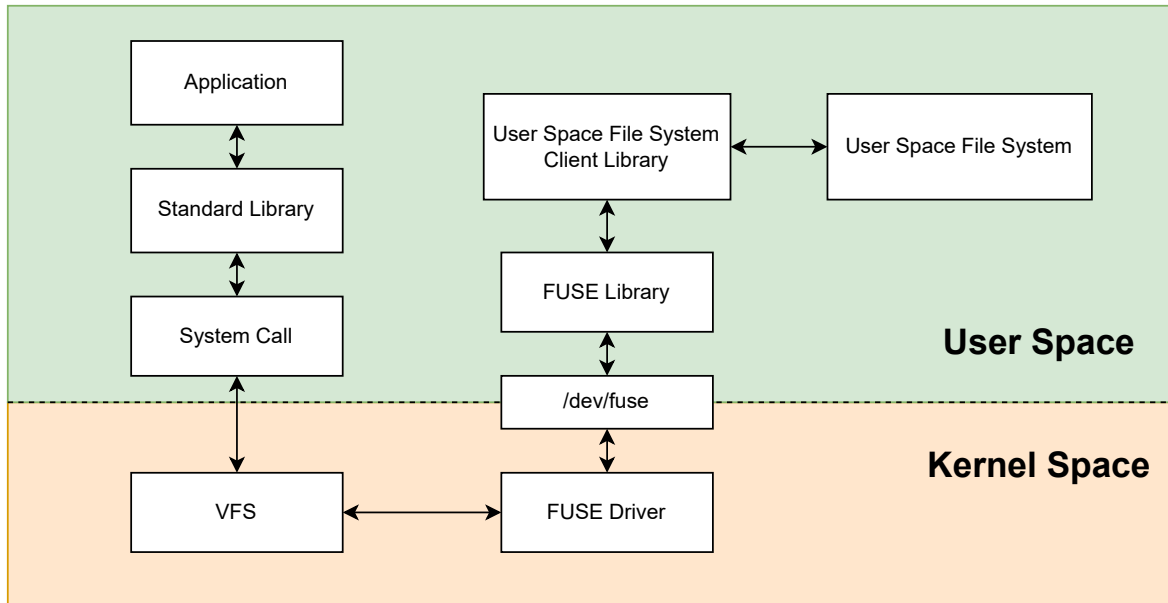 Application
Standard Library
System Call
VFS
User Space File System
Client Library
User Space File System
FUSE Library
/dev/fuse
FUSE Driver
User Space
Kernel Space